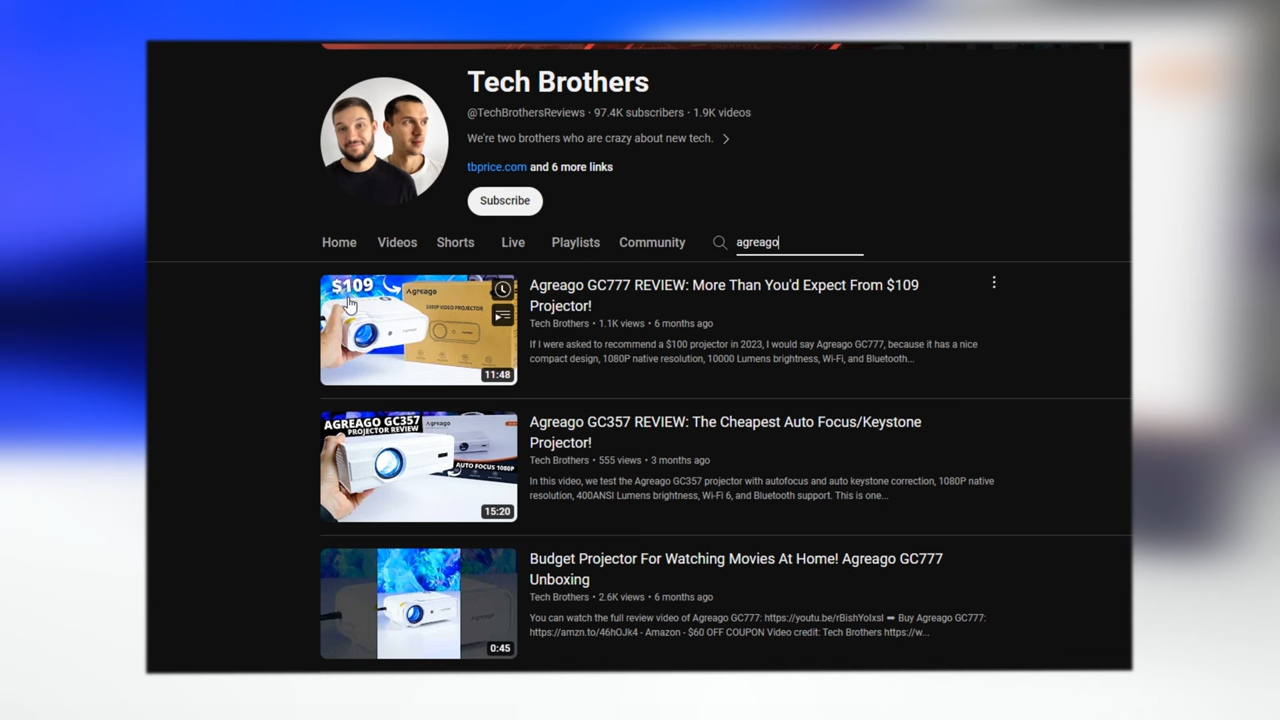 Tech Brothers
@TechBrothersReviews · 97.4K subscribers · 1.9K videos
We're two brothers who are crazy about new tech.
tbprice.com and 6 more links
Subscribe
Home Videos Shorts Live Playlists Community agreago
$109
Agreago
1080P VIDEO PROJECTOR
11:48
Agreago GC777 REVIEW: More Than You'd Expect From $109
Projector!
Tech Brothers • 1.1K views • 6 months ago
If I were asked to recommend a $100 projector in 2023, I would say Agreago GC777, because it has a nice
compact design, 1080P native resolution, 10000 Lumens brightness, Wi-Fi, and Bluetooth...
AGREAGO GC357
PROJECTOR REVIEW
Agreago
AUTO FOCUS 1080P
15:20
Agreago GC357 REVIEW: The Cheapest Auto Focus/Keystone
Projector!
Tech Brothers • 555 views • 3 months ago
In this video, we test the Agreago GC357 projector with autofocus and auto keystone correction, 1080P native
resolution, 400ANSI Lumens brightness, Wi-Fi 6, and Bluetooth support. This is one...
0:45
Budget Projector For Watching Movies At Home! Agreago GC777
Unboxing
Tech Brothers • 2.6K views • 6 months ago
You can watch the full review video of Agreago GC777: https://youtu.be/rBishYoIxsI ➡ Buy Agreago GC777:
https://amzn.to/46hOJk4 - Amazon - $60 OFF COUPON Video credit: Tech Brothers https://w...